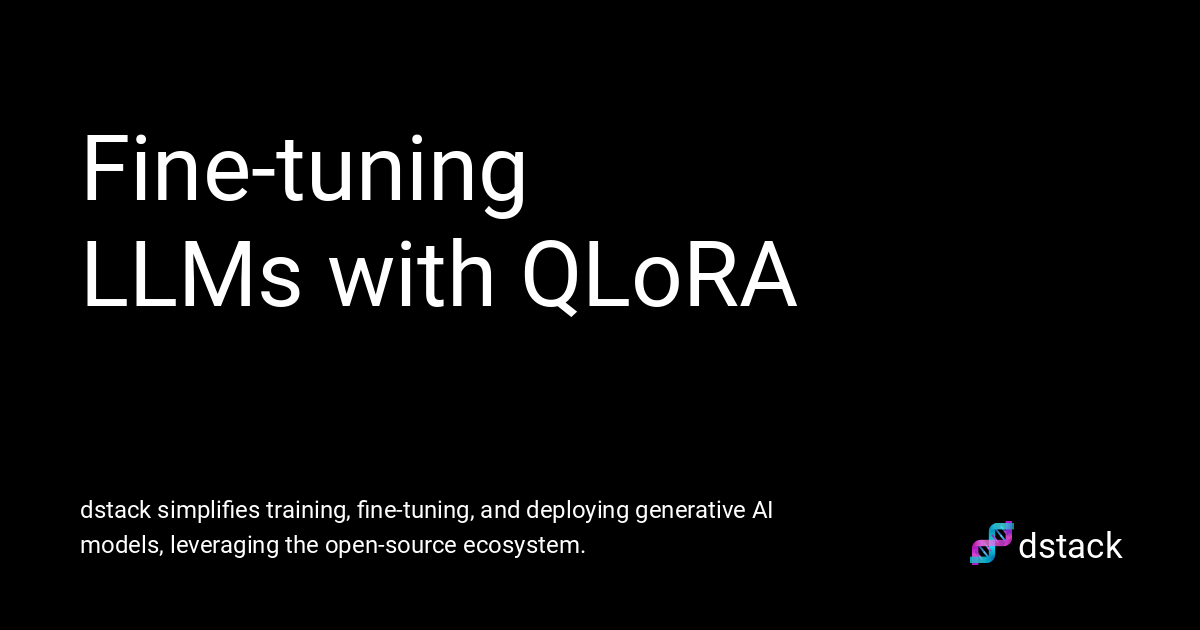 Fine-tuning
LLMs with QLoRA
dstack simplifies training, fine-tuning, and deploying generative AI
models, leveraging the open-source ecosystem.
dstack